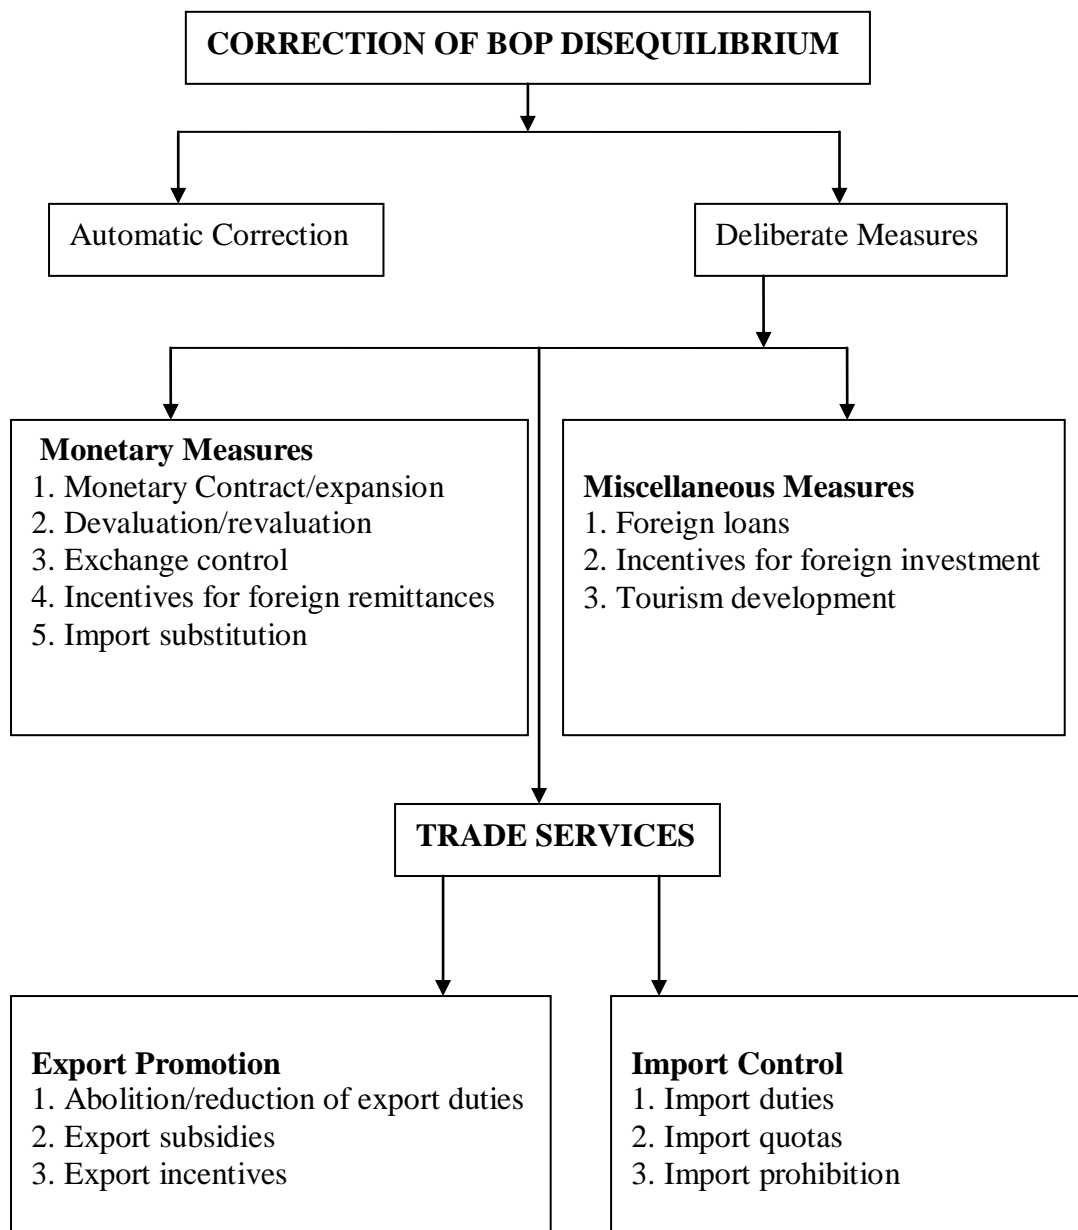 CORRECTION OF BOP DISEQUILIBRIUM
Automatic Correction
Deliberate Measures
Monetary Measures
1. Monetary Contract/expansion
2. Devaluation/revaluation
3. Exchange control
4. Incentives for foreign remittances
5. Import substitution
Miscellaneous Measures
1. Foreign loans
2. Incentives for foreign investment
3. Tourism development
TRADE SERVICES
Export Promotion
1. Abolition/reduction of export duties
2. Export subsidies
3. Export incentives
Import Control
1. Import duties
2. Import quotas
3. Import prohibition